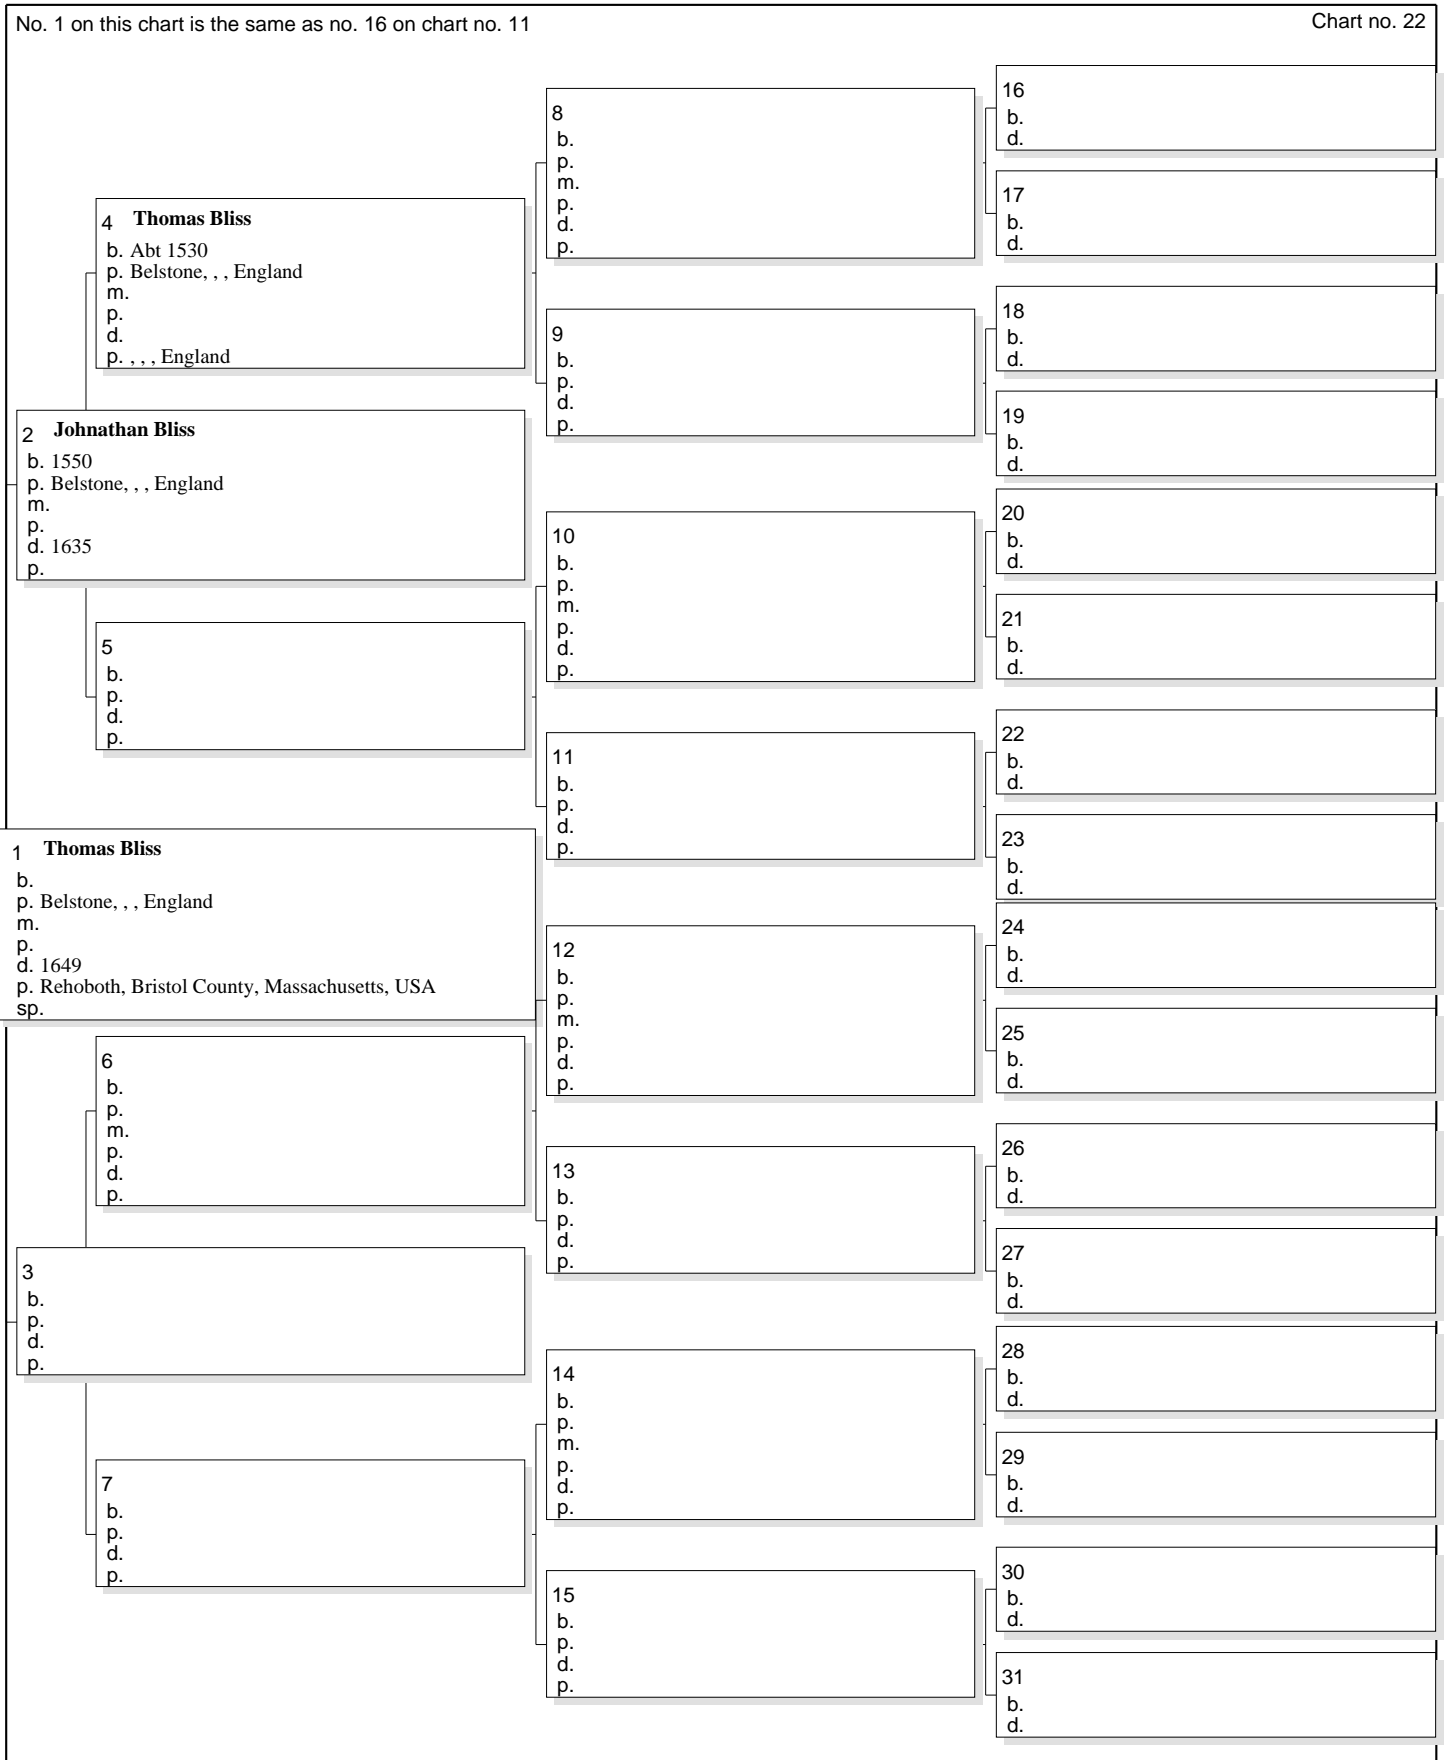 No. 1 on this chart is the same as no. 16 on chart no. 11
Chart no. 22
4 Thomas Bliss
b. Abt 1530
p. Belstone, , , England
m.
p.
d.
p. , , , England
2 Johnathan Bliss
b. 1550
p. Belstone, , , England
m.
p.
d. 1635
p.
5
b.
p.
d.
p.
1 Thomas Bliss
b.
p. Belstone, , , England
m.
p.
d. 1649
p. Rehoboth, Bristol County, Massachusetts, USA
sp.
6
b.
p.
m.
p.
d.
p.
3
b.
p.
d.
p.
7
b.
p.
d.
p.
8
b.
p.
m.
p.
d.
p.
9
b.
p.
d.
p.
10
b.
p.
m.
p.
d.
p.
11
b.
p.
d.
p.
12
b.
p.
m.
p.
d.
p.
13
b.
p.
d.
p.
14
b.
p.
m.
p.
d.
p.
15
b.
p.
d.
p.
16
b.
d.
17
b.
d.
18
b.
d.
19
b.
d.
20
b.
d.
21
b.
d.
22
b.
d.
23
b.
d.
24
b.
d.
25
b.
d.
26
b.
d.
27
b.
d.
28
b.
d.
29
b.
d.
30
b.
d.
31
b.
d.